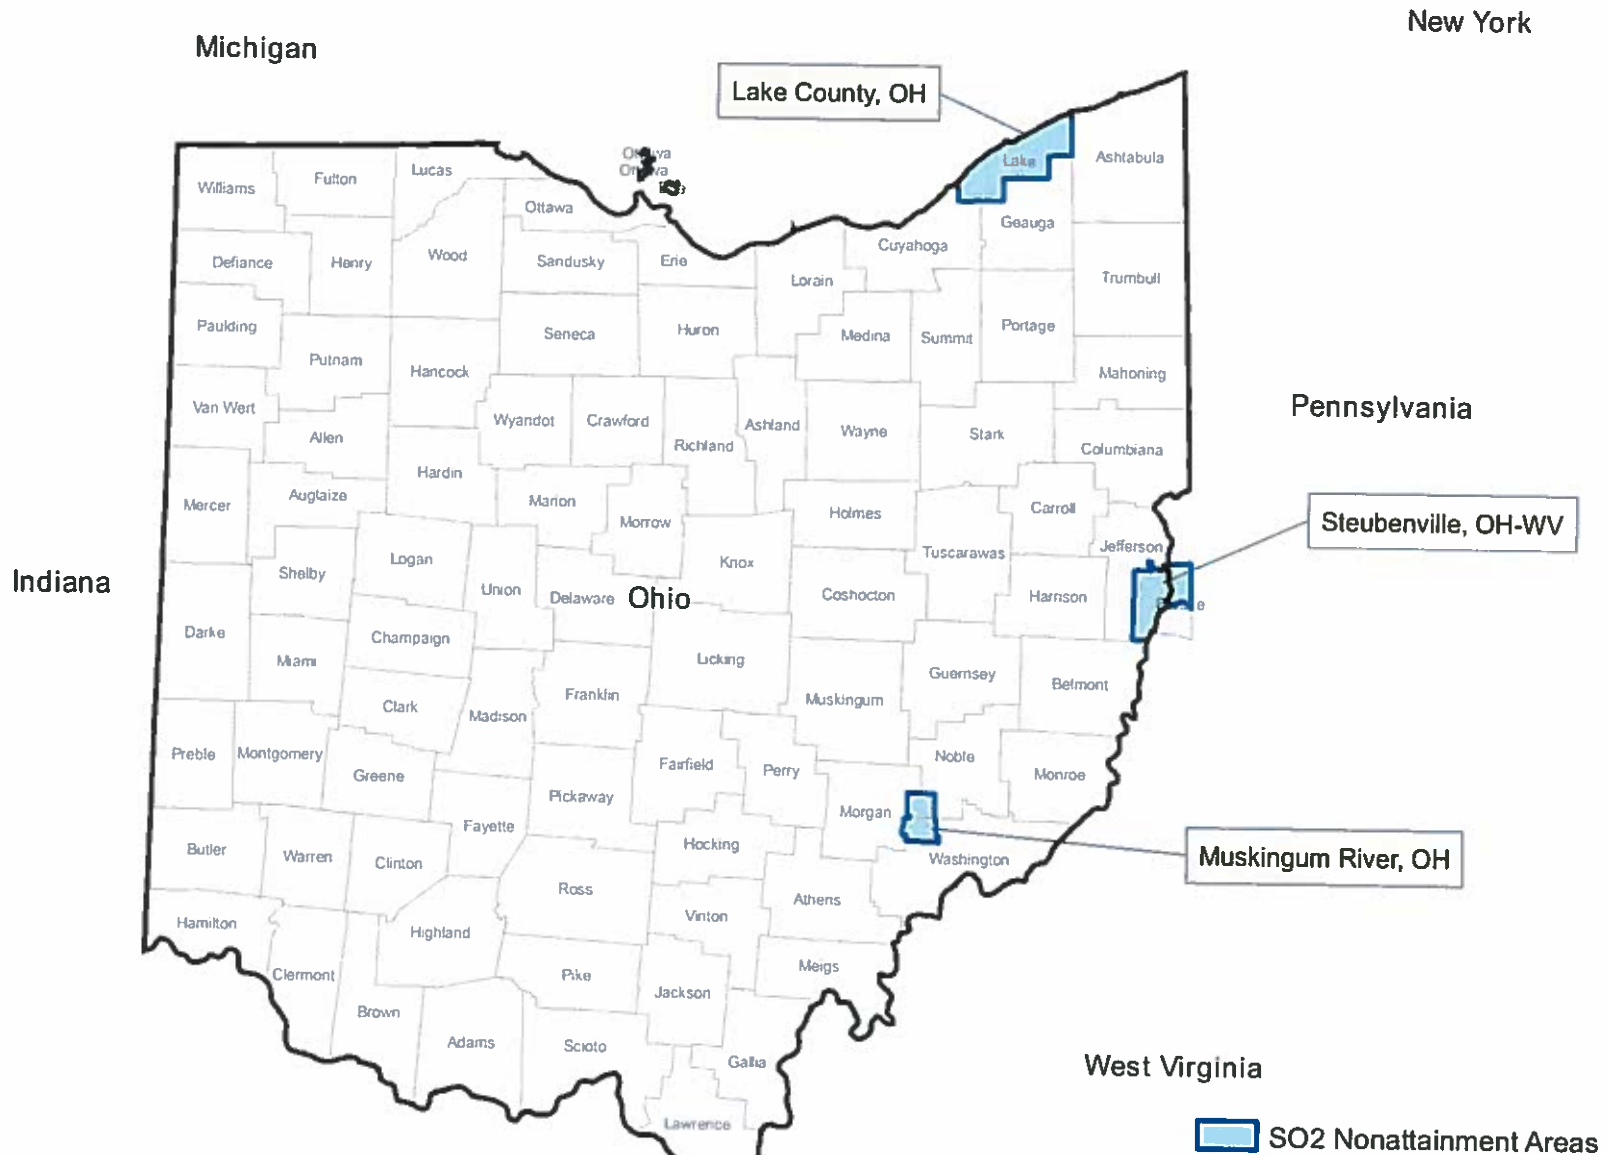 New York
Michigan
Lake County, OH
Lake
Ashtabula
Williams
Fulton
Lucas
Ottawa
Geauga
Defiance
Henry
Wood
Sandusky
Erie
Cuyahoga
Lorain
Trumbull
Paulding
Putnam
Hancock
Seneca
Huron
Medina
Summit
Portage
Mahoning
Van Wert
Allen
Wyandot
Crawford
Richland
Ashland
Wayne
Stark
Columbiana
Pennsylvania
Mercer
Auglaize
Hardin
Marion
Morrow
Holmes
Carroll
Jefferson
Steubenville, OH-WV
Indiana
Shelby
Logan
Union
Delaware
Ohio
Knox
Coshocton
Tuscarawas
Harrison
Darke
Miami
Champaign
Clark
Madison
Franklin
Licking
Muskingum
Guernsey
Belmont
Preble
Montgomery
Greene
Fayette
Pickaway
Fairfield
Perry
Morgan
Noble
Monroe
Butler
Warren
Clinton
Ross
Hocking
Washington
Muskingum River, OH
Hamilton
Clermont
Highland
Vinton
Athens
Brown
Adams
Pike
Scioto
Jackson
Meigs
Gallia
Lawrence
West Virginia
SO2 Nonattainment Areas